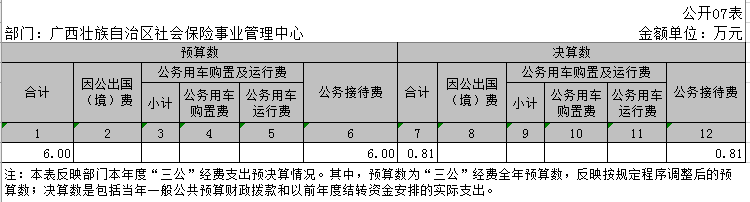 公开07表
部门：广西壮族自治区社会保险事业管理中心 金额单位：万元
预算数 决算数
合计 因公出国（境）费 公务用车购置及运行费 公务接待费 合计 因公出国（境）费 公务用车购置及运行费 公务接待费
小计 公务用车购置费 公务用车运行费 小计 公务用车购置费 公务用车运行费
1 2 3 4 5 6 7 8 9 10 11 12
6.00 6.00 0.81 0.81
注：本表反映部门本年度“三公”经费支出预决算情况。其中，预算数为“三公”经费全年预算数，反映按规定程序调整后的预
算数；决算数是包括当年一般公共预算财政拨款和以前年度结转资金安排的实际支出。